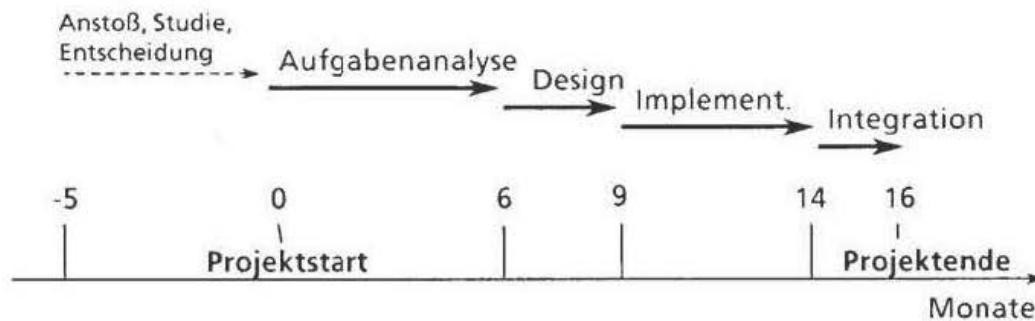 Anstoß, Studie,
Entscheidung
Aufgabenanalyse
Design
Implement.
Integration
-5 0 6 9 14 16
Projektstart Projektende
Monate